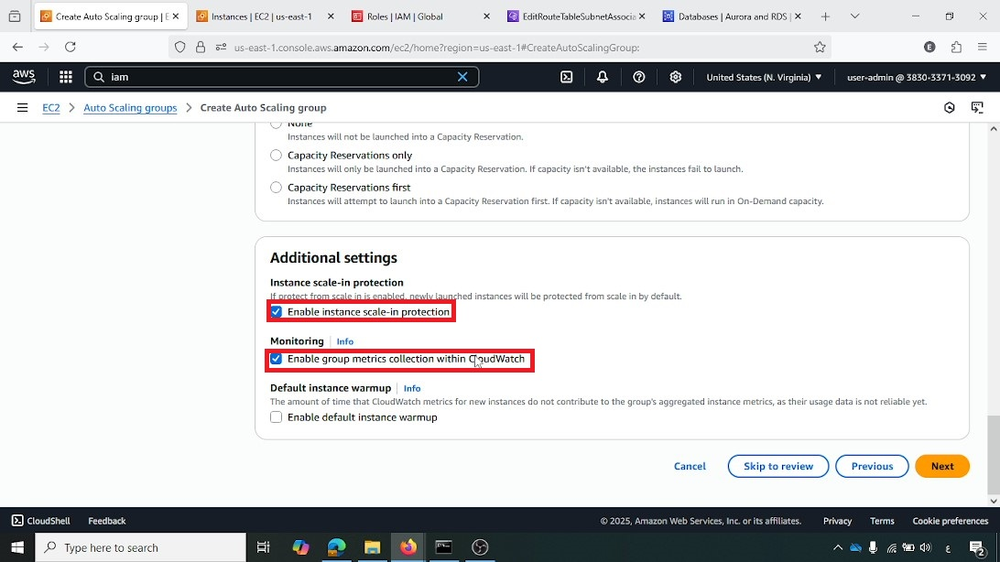 Create Auto Scaling group | E
Instances | EC2 | us-east-1
Roles | IAM | Global
EditRouteTableSubnetAssocia
Databases | Aurora and RDS |
us-east-1.console.aws.amazon.com/ec2/home?region=us-east-1#CreateAutoScalingGroup:
E
aws
iam
United States (N. Virginia)
user-admin @ 3830-3371-3092
EC2 > Auto Scaling groups > Create Auto Scaling group
None
Instances will not be launched into a Capacity Reservation.
Capacity Reservations only
Instances will only be launched into a Capacity Reservation. If capacity isn't available, the instances fail to launch.
Capacity Reservations first
Instances will attempt to launch into a Capacity Reservation first. If capacity isn't available, instances will run in On-Demand capacity.
Additional settings
Instance scale-in protection
If protect from scale in is enabled, newly launched instances will be protected from scale in by default.
Enable instance scale-in protection
Monitoring | Info
Enable group metrics collection within CloudWatch
Default instance warmup | Info
The amount of time that CloudWatch metrics for new instances do not contribute to the group's aggregated instance metrics, as their usage data is not reliable yet.
Enable default instance warmup
Cancel
Skip to review
Previous
Next
CloudShell
Feedback
© 2025, Amazon Web Services, Inc. or its affiliates.
Privacy
Terms
Cookie preferences
Type here to search
ع
2